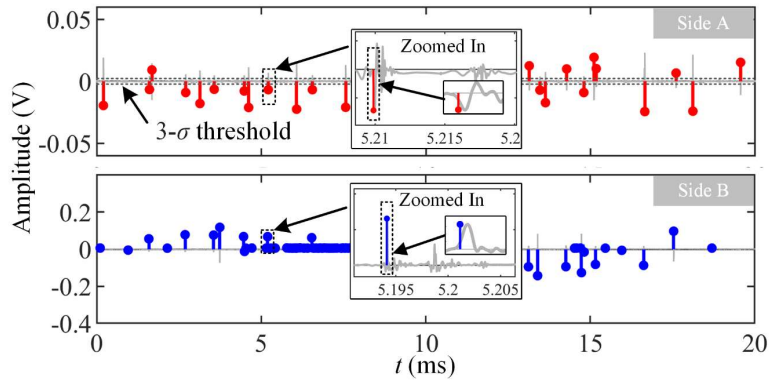 Side A
0.05
0
-0.05
Zoomed In
5.21 5.215 5.2
3-σ threshold
Amplitude (V)
Side B
0.2
0
-0.2
-0.4
Zoomed In
5.195 5.2 5.205
0 5 10 15 20
t (ms)